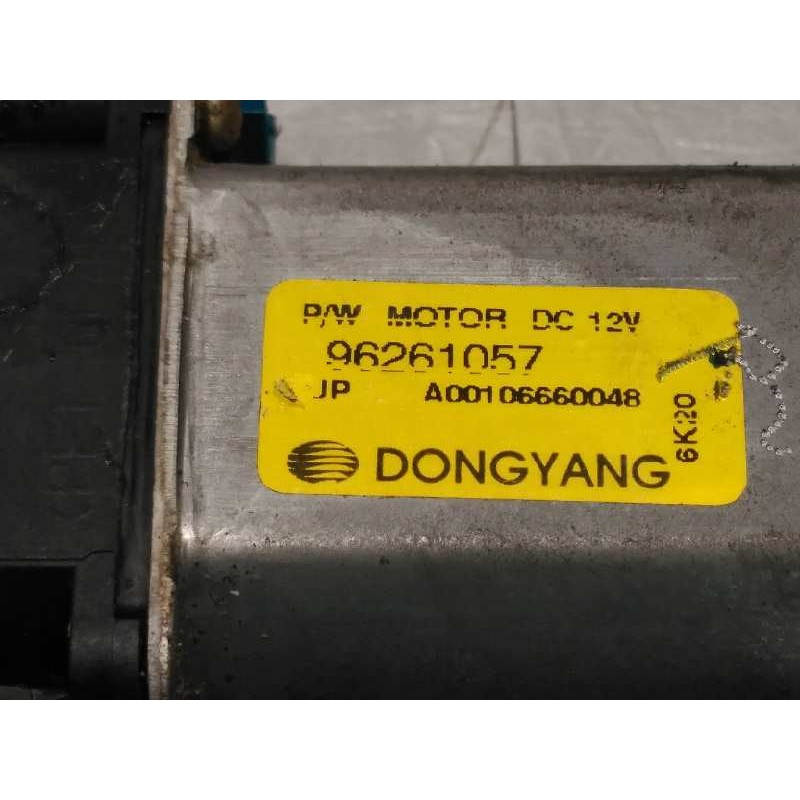 P/W MOTOR DC 12V
96261057
JP A00106660048
DONGYANG
6K20